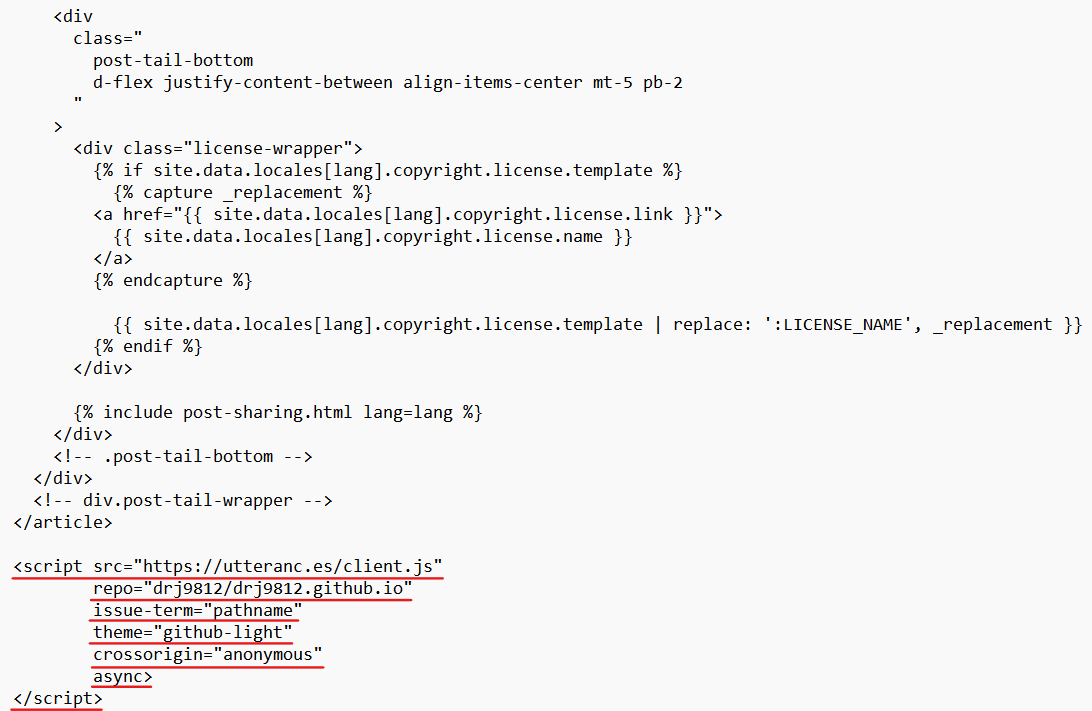 <div
class="
post-tail-bottom
d-flex justify-content-between align-items-center mt-5 pb-2
"
>
<div class="license-wrapper">
{% if site.data.locales[lang].copyright.license.template %}
{% capture _replacement %}
<a href="{{ site.data.locales[lang].copyright.license.link }}">
{{ site.data.locales[lang].copyright.license.name }}
</a>
{% endcapture %}
{{ site.data.locales[lang].copyright.license.template | replace: ':LICENSE_NAME', _replacement }}
{% endif %}
</div>
{% include post-sharing.html lang=lang %}
</div>
<!-- .post-tail-bottom -->
</div>
<!-- div.post-tail-wrapper -->
</article>
<script src="https://utteranc.es/client.js"
repo="drj9812/drj9812.github.io"
issue-term="pathname"
theme="github-light"
crossorigin="anonymous"
async>
</script>